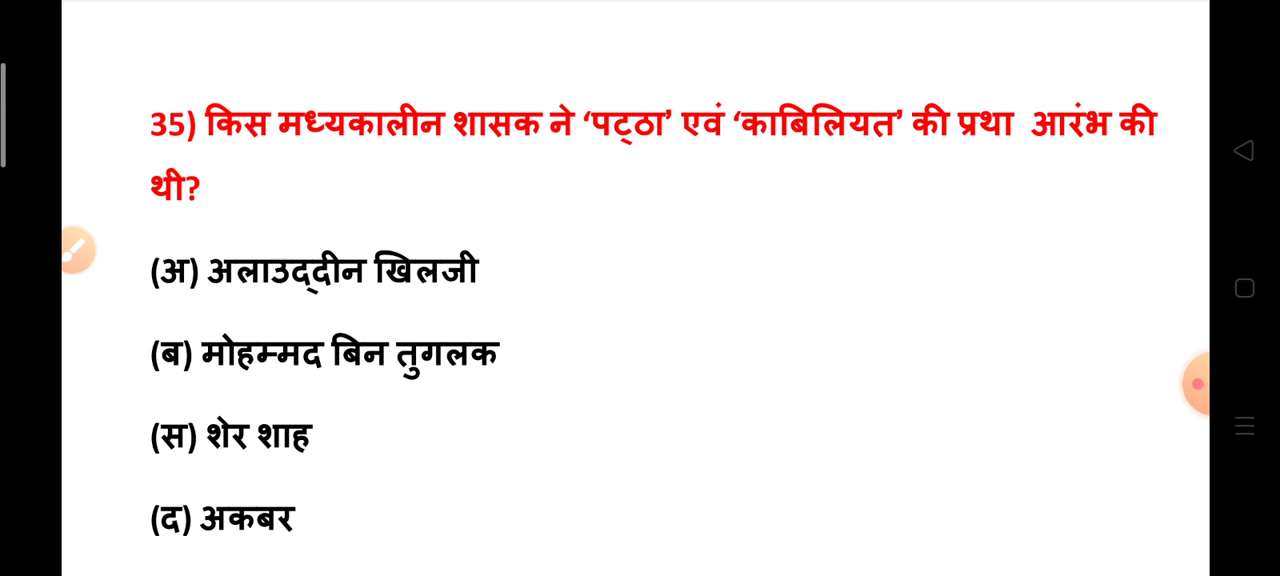 35) किस मध्यकालीन शासक ने ‘पट्ठा’ एवं ‘काबिलियत’ की प्रथा आरंभ की
थी?
(अ) अलाउद्दीन खिलजी
(ब) मोहम्मद बिन तुगलक
(स) शेर शाह
(द) अकबर